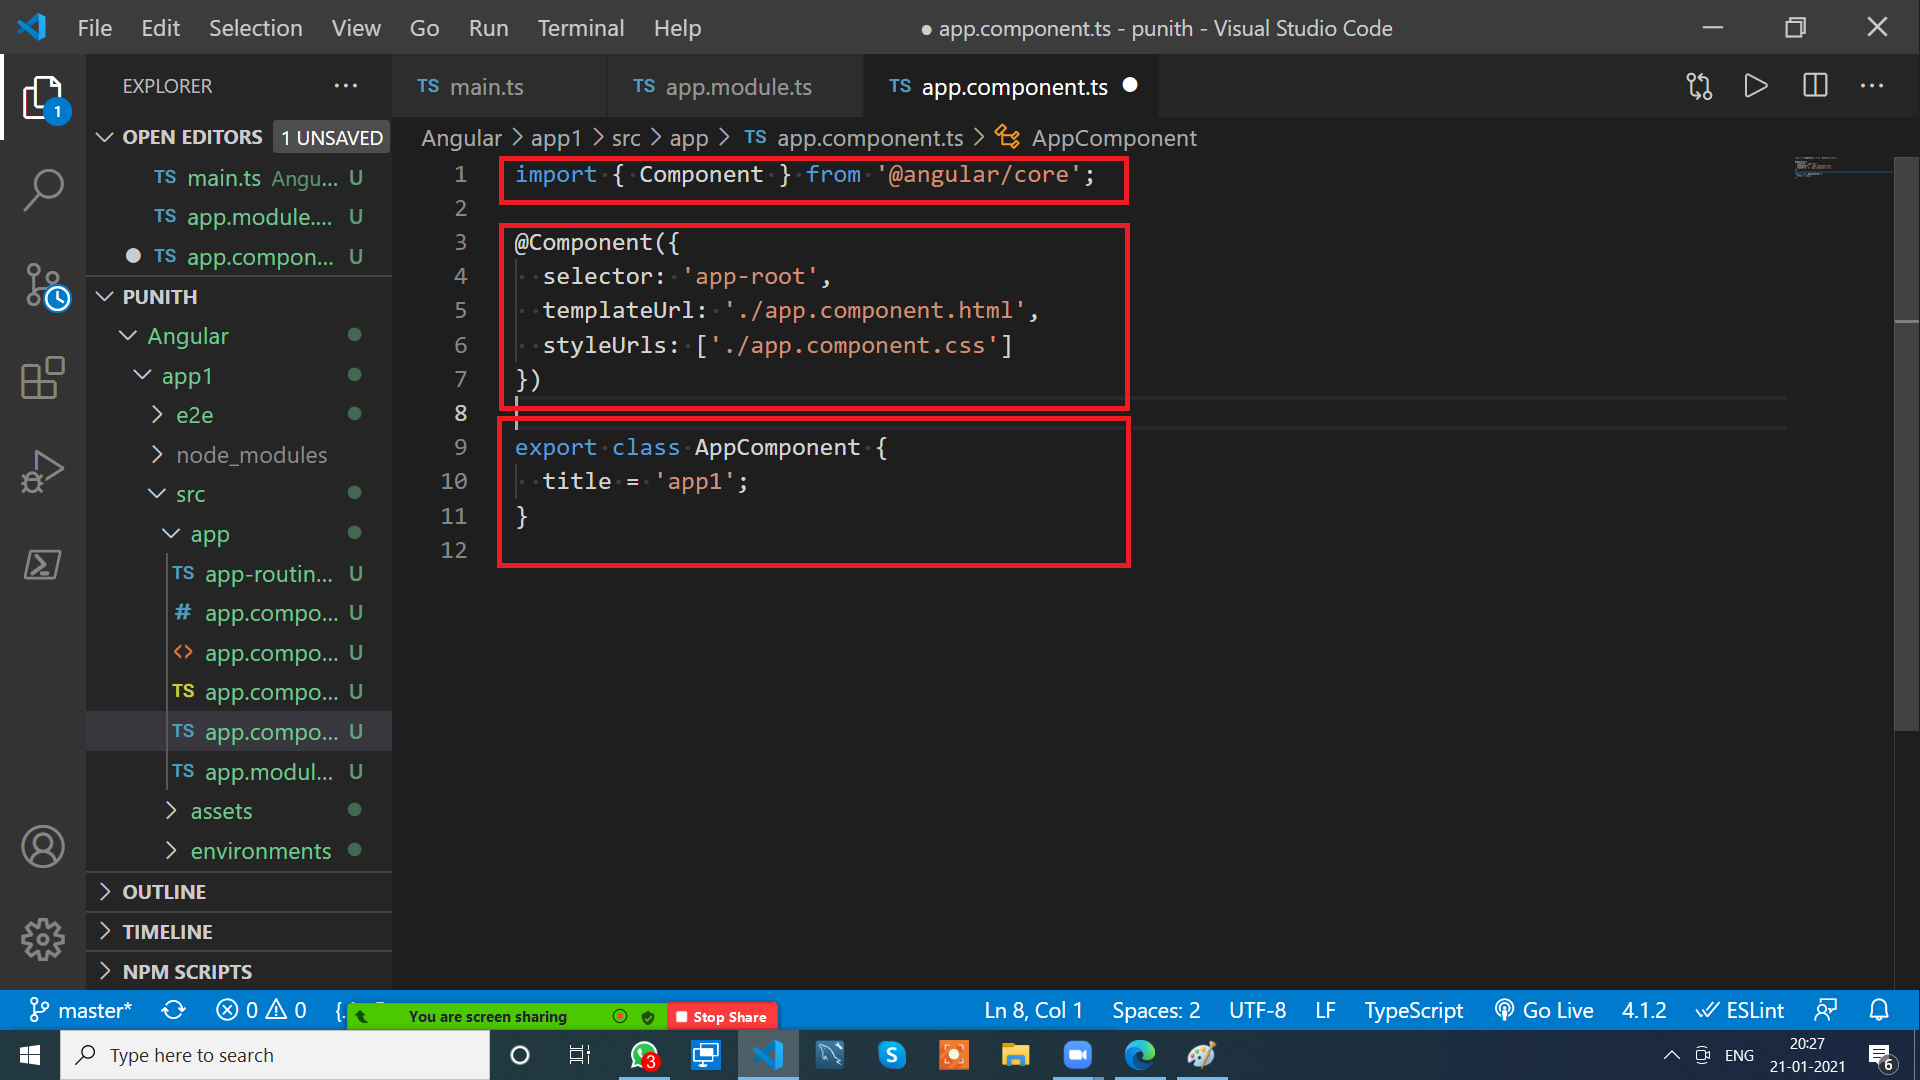 File Edit Selection View Go Run Terminal Help
● app.component.ts - punith - Visual Studio Code
EXPLORER ...
TS main.ts
TS app.module.ts
TS app.component.ts
1
OPEN EDITORS 1 UNSAVED
TS main.ts Angu... U
TS app.module.... U
TS app.compon... U
PUNITH
Angular
app1
e2e
node_modules
src
app
TS app-routin... U
# app.compo... U
<> app.compo... U
TS app.compo... U
TS app.compo... U
TS app.modul... U
assets
environments
OUTLINE
TIMELINE
NPM SCRIPTS
Angular > app1 > src > app > TS app.component.ts > AppComponent
1 import { Component } from '@angular/core';
2
3 @Component({
4 selector: 'app-root',
5 templateUrl: './app.component.html',
6 styleUrls: ['./app.component.css']
7 })
8
9 export class AppComponent {
10 title = 'app1';
11 }
12
master* 0 0
You are screen sharing
Stop Share
Ln 8, Col 1 Spaces: 2 UTF-8 LF TypeScript Go Live 4.1.2 ESLint
Type here to search
3
S
ENG
20:27
21-01-2021
6